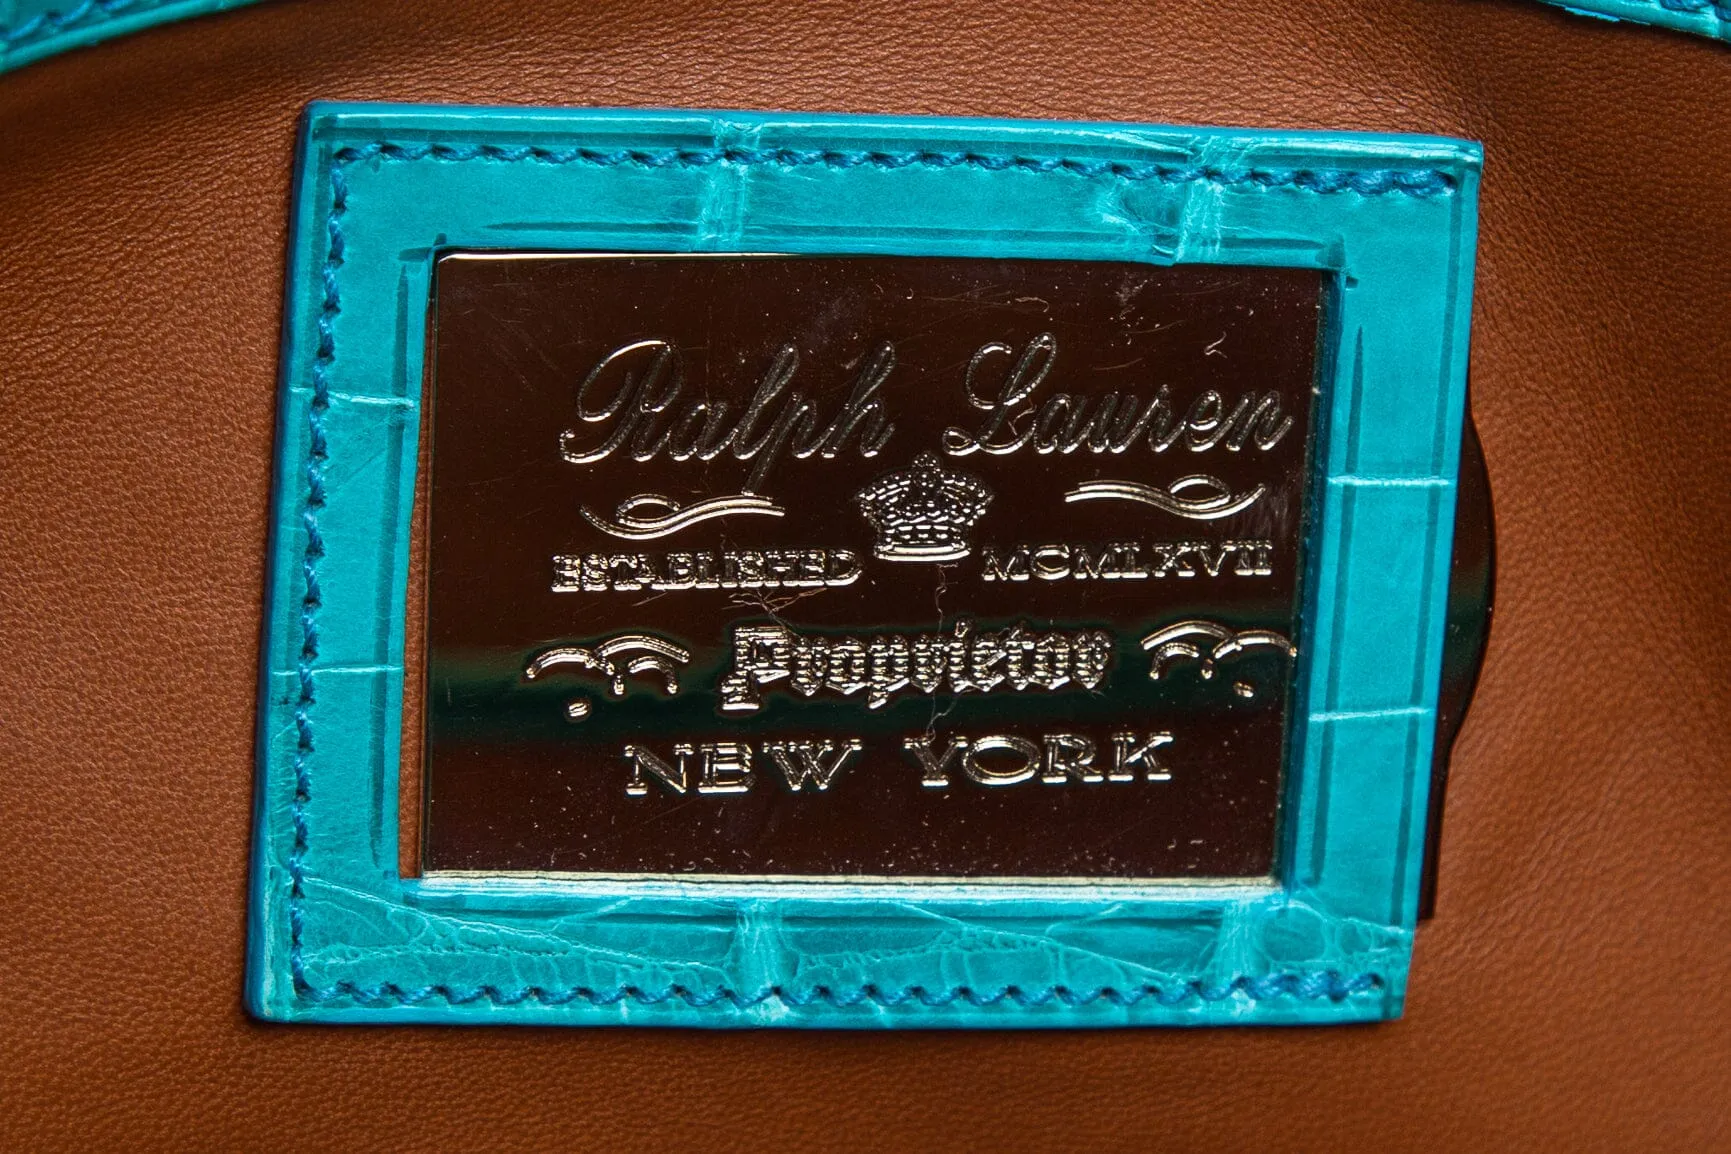 Ralph Lauren
ESTABLISHED MCMLXVII
Proprietor
NEW YORK